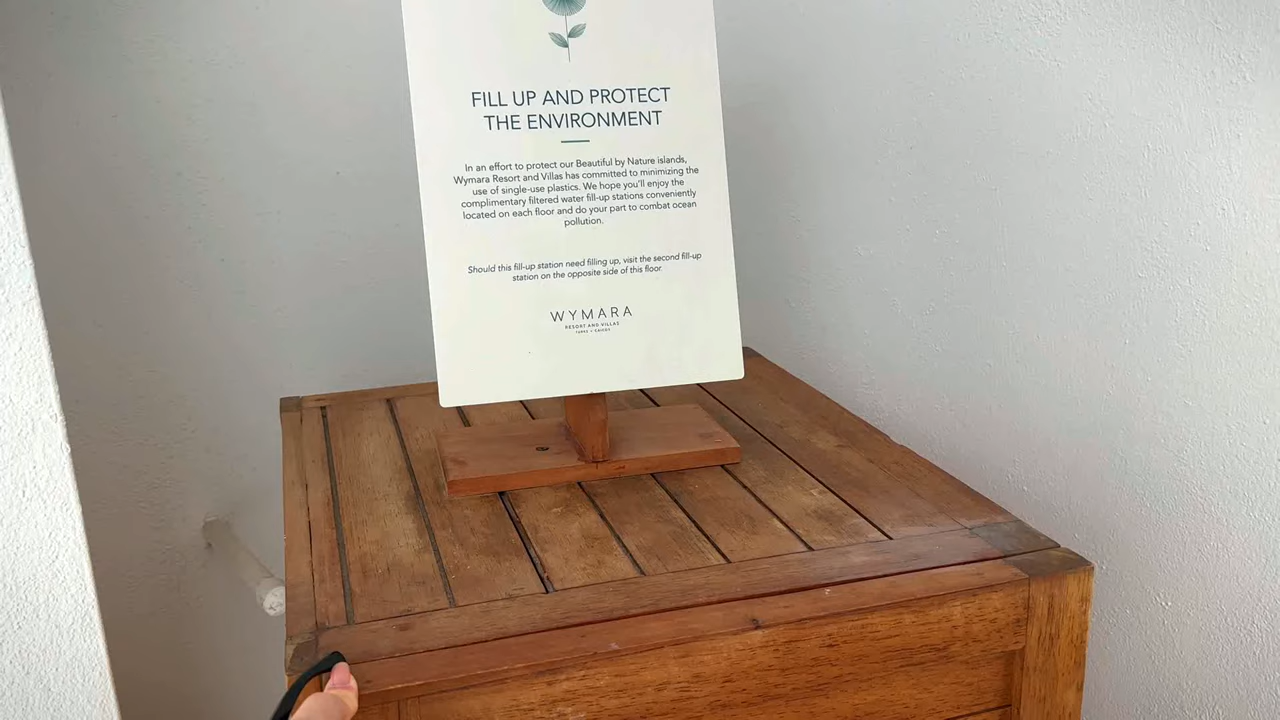 FILL UP AND PROTECT
THE ENVIRONMENT
In an effort to protect our Beautiful by Nature islands,
Wymara Resort and Villas has committed to minimizing the
use of single-use plastics. We hope you'll enjoy the
complimentary filtered water fill-up stations conveniently
located on each floor and do your part to combat ocean
pollution.
Should this fill-up station need filling up, visit the second fill-up
station on the opposite side of this floor.
WYMARA
RESORT AND VILLAS
TURKS + CAICOS